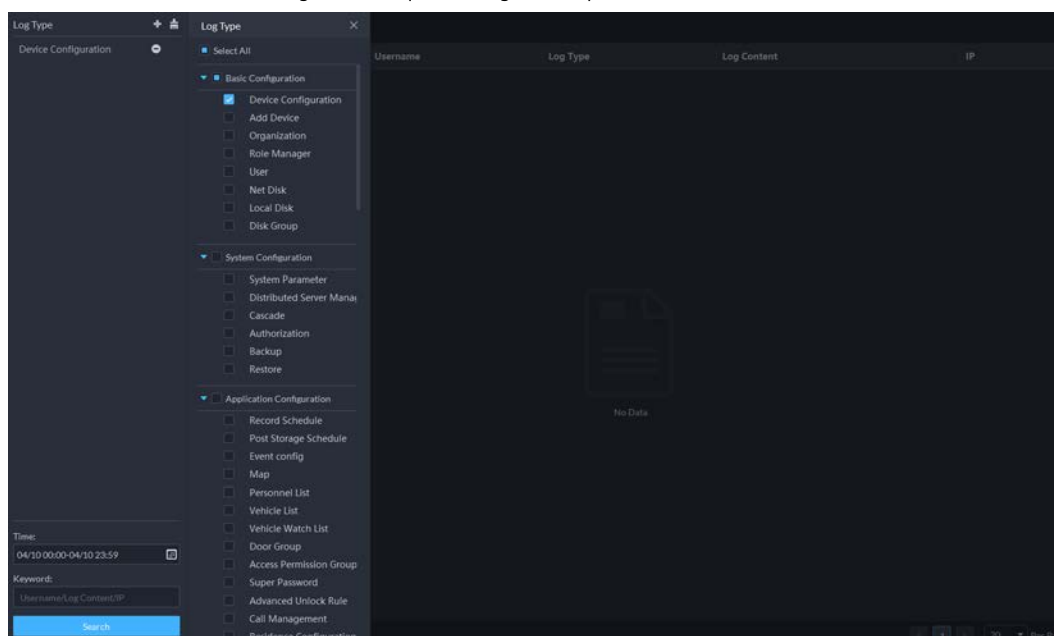 Log Type
Device Configuration
Time:
04/10 00:00-04/10 23:59
Keyword:
Username/Log Content/IP
Search
Log Type
Select All
Basic Configuration
Device Configuration
Add Device
Organization
Role Manager
User
Net Disk
Local Disk
Disk Group
System Configuration
System Parameter
Distributed Server Manag
Cascade
Authorization
Backup
Restore
Application Configuration
Record Schedule
Post Storage Schedule
Event config
Map
Personnel List
Vehicle List
Vehicle Watch List
Door Group
Access Permission Group
Super Password
Advanced Unlock Rule
Call Management
Username Log Type Log Content IP
No Data
20